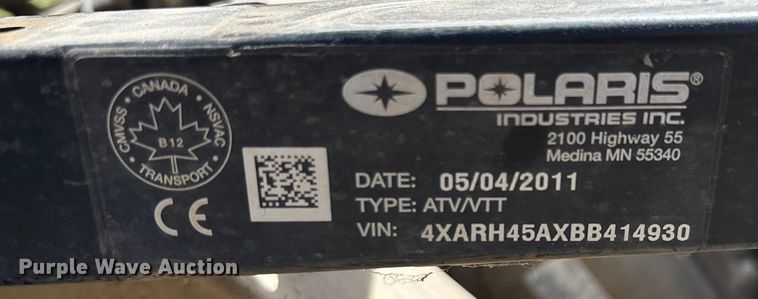 CANADA
CMVSS · NSVAC
B12
TRANSPORT
CE
POLARIS®
INDUSTRIES INC.
2100 Highway 55
Medina MN 55340
DATE: 05/04/2011
TYPE: ATV/VTT
VIN: 4XARH45AXBB414930
Purple Wave Auction